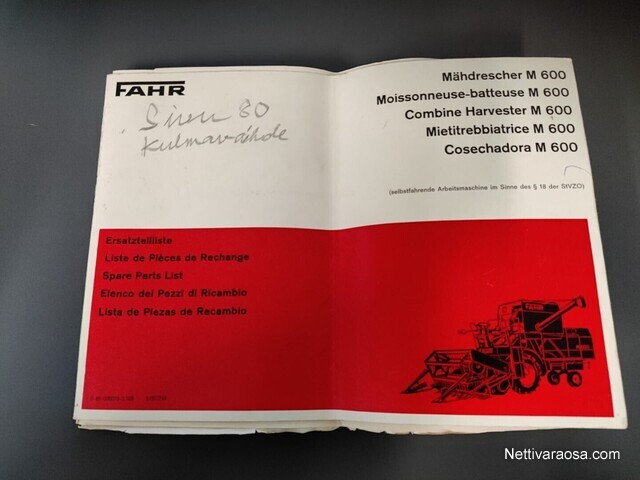 FAHR
Siren 80
Kulmavaihde
Mähdrescher M 600
Moissonneuse-batteuse M 600
Combine Harvester M 600
Mietitrebbiatrice M 600
Cosechadora M 600
(selbstfahrende Arbeitsmaschine im Sinne des § 18 der StVZO)
Ersatzteilliste
Liste de Pièces de Rechange
Spare Parts List
Elenco dei Pezzi di Ricambio
Lista de Piezas de Recambio
Nettivaraosa.com